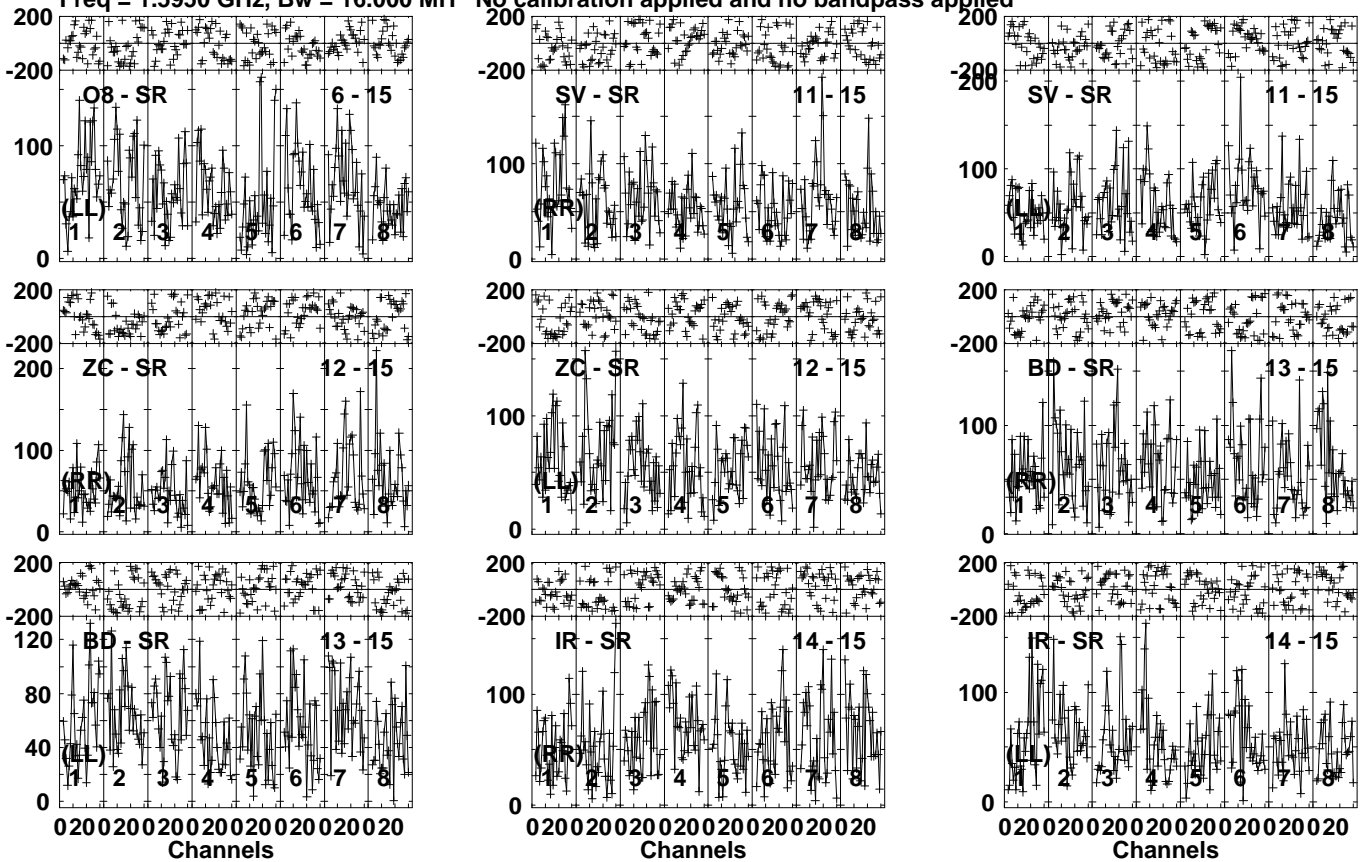 Freq = 1.5950 GHz, Bw = 16.000 MH No calibration applied and no bandpass applied
200
-200
O8 - SR 6 - 15
100
(LL)
1 2 3 4 5 6 7 8
0
200
-200
SV - SR 11 - 15
100
(RR)
1 2 3 4 5 6 7 8
0
200
-200
200
SV - SR 11 - 15
100
(LL)
1 2 3 4 5 6 7 8
0
200
-200
200
ZC - SR 12 - 15
100
(RR)
1 2 3 4 5 6 7 8
0
200
-200
ZC - SR 12 - 15
100
(LL)
1 2 3 4 5 6 7 8
0
200
-200
BD - SR 13 - 15
100
(RR)
1 2 3 4 5 6 7 8
0
200
-200
120
BD - SR 13 - 15
80
40
(LL)
1 2 3 4 5 6 7 8
0
0 20 0 20 0 20 0 20 0 20 0 20 0 20 0 20
Channels
200
-200
IR - SR 14 - 15
100
(RR)
1 2 3 4 5 6 7 8
0
0 20 0 20 0 20 0 20 0 20 0 20 0 20 0 20
Channels
200
-200
IR - SR 14 - 15
100
(LL)
1 2 3 4 5 6 7 8
0
0 20 0 20 0 20 0 20 0 20 0 20 0 20 0 20
Channels